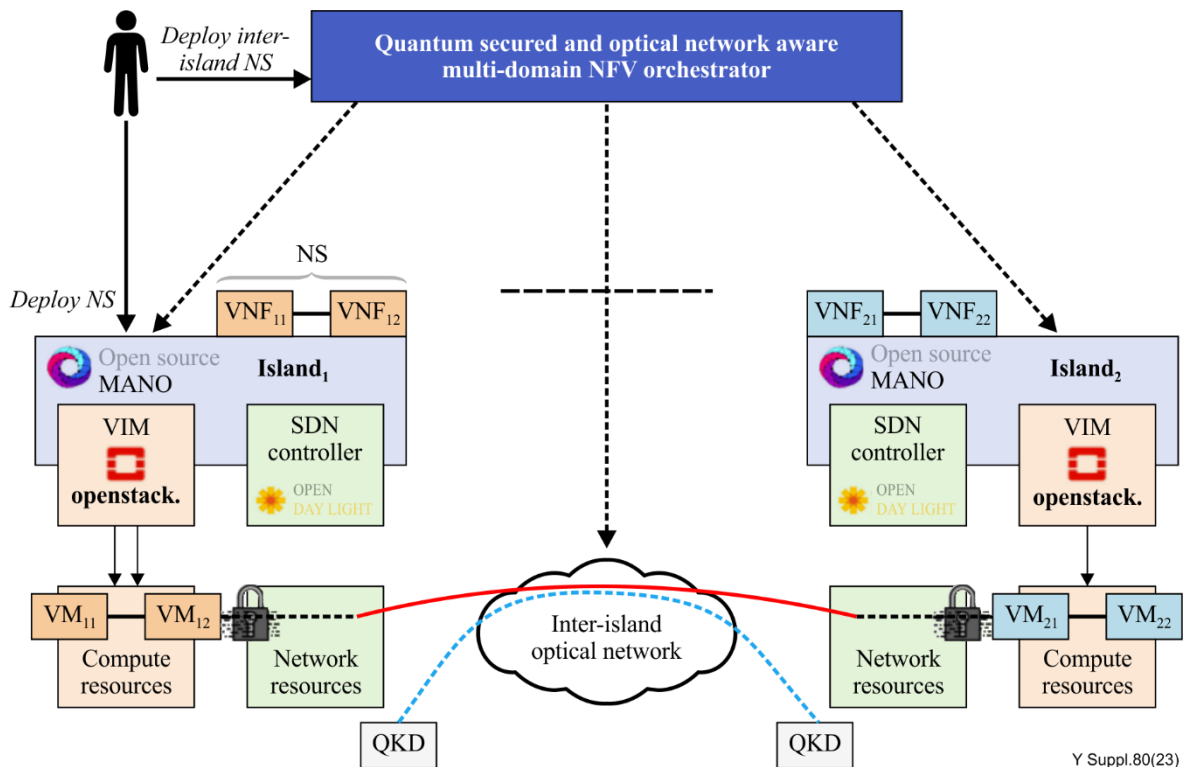 Deploy inter-
island NS
Quantum secured and optical network aware
multi-domain NFV orchestrator
NS
Deploy NS
VNF₁₁
VNF₁₂
VNF₂₁
VNF₂₂
Open source
MANO
Island₁
Open source
MANO
Island₂
VIM
openstack.
SDN
controller
OPEN
DAY LIGHT
SDN
controller
OPEN
DAY LIGHT
VIM
openstack.
VM₁₁
VM₁₂
Compute
resources
Network
resources
Inter-island
optical network
Network
resources
VM₂₁
VM₂₂
Compute
resources
QKD
QKD
Y Suppl.80(23)